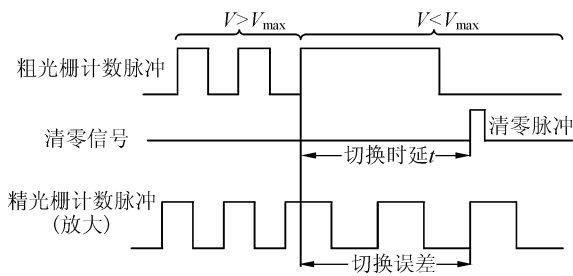 V>Vmax V<Vmax
粗光栅计数脉冲
清零信号
清零脉冲
切换时延t
精光栅计数脉冲
(放大)
切换误差